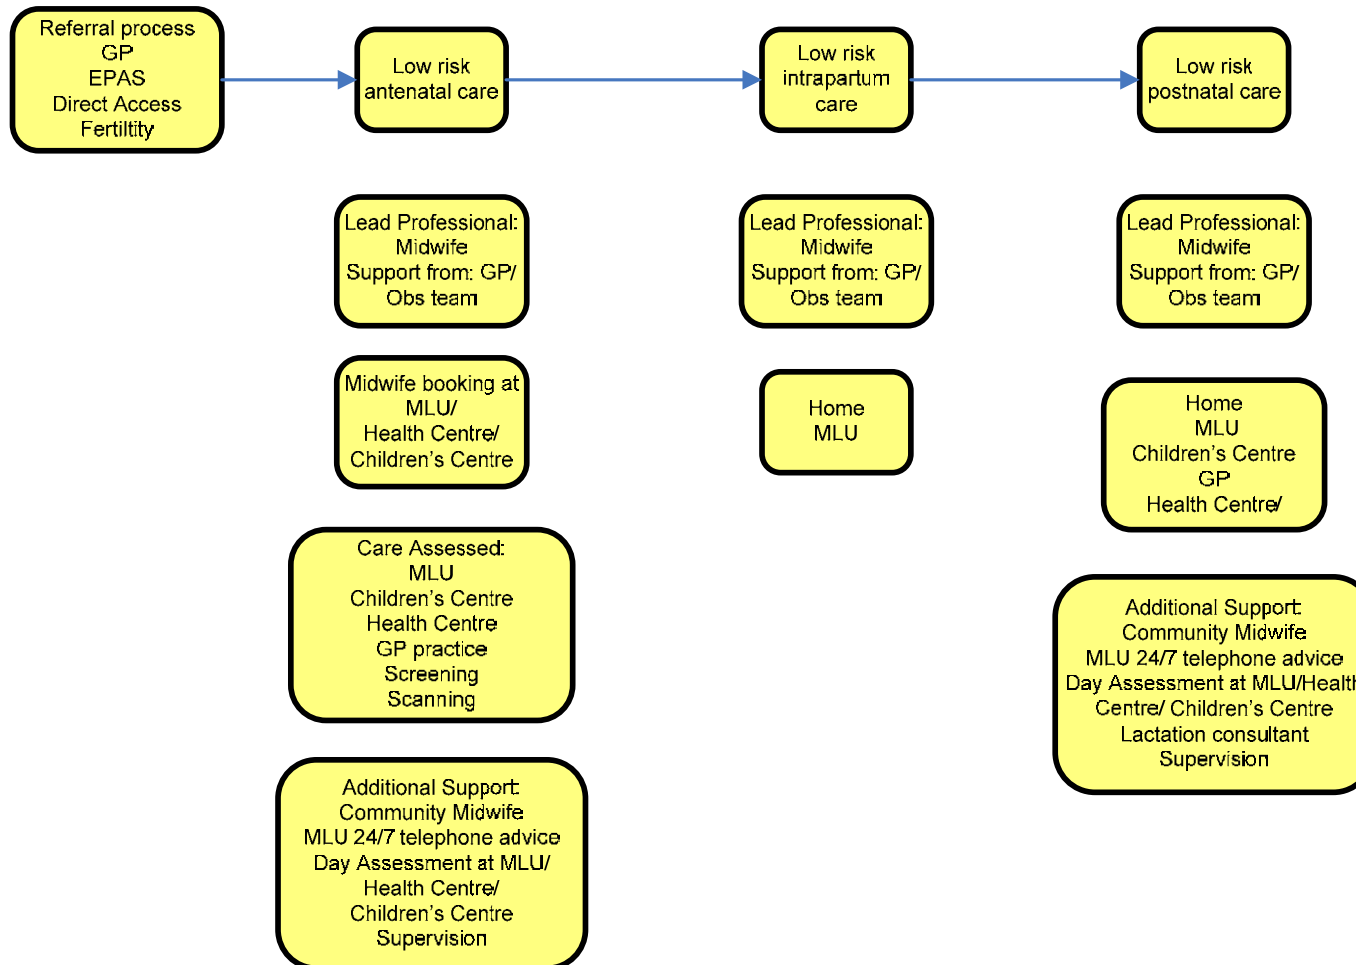 Referral process
GP
EPAS
Direct Access
Fertiltity
Low risk
antenatal care
Low risk
intrapartum
care
Low risk
postnatal care
Lead Professional:
Midwife
Support from: GP/
Obs team
Lead Professional:
Midwife
Support from: GP/
Obs team
Lead Professional:
Midwife
Support from: GP/
Obs team
Midwife booking at
MLU/
Health Centre/
Children's Centre
Home
MLU
Home
MLU
Children's Centre
GP
Health Centre/
Care Assessed:
MLU
Children's Centre
Health Centre
GP practice
Screening
Scanning
Additional Support:
Community Midwife
MLU 24/7 telephone advice
Day Assessment at MLU/Health
Centre/ Children's Centre
Lactation consultant
Supervision
Additional Support:
Community Midwife
MLU 24/7 telephone advice
Day Assessment at MLU/
Health Centre/
Children's Centre
Supervision